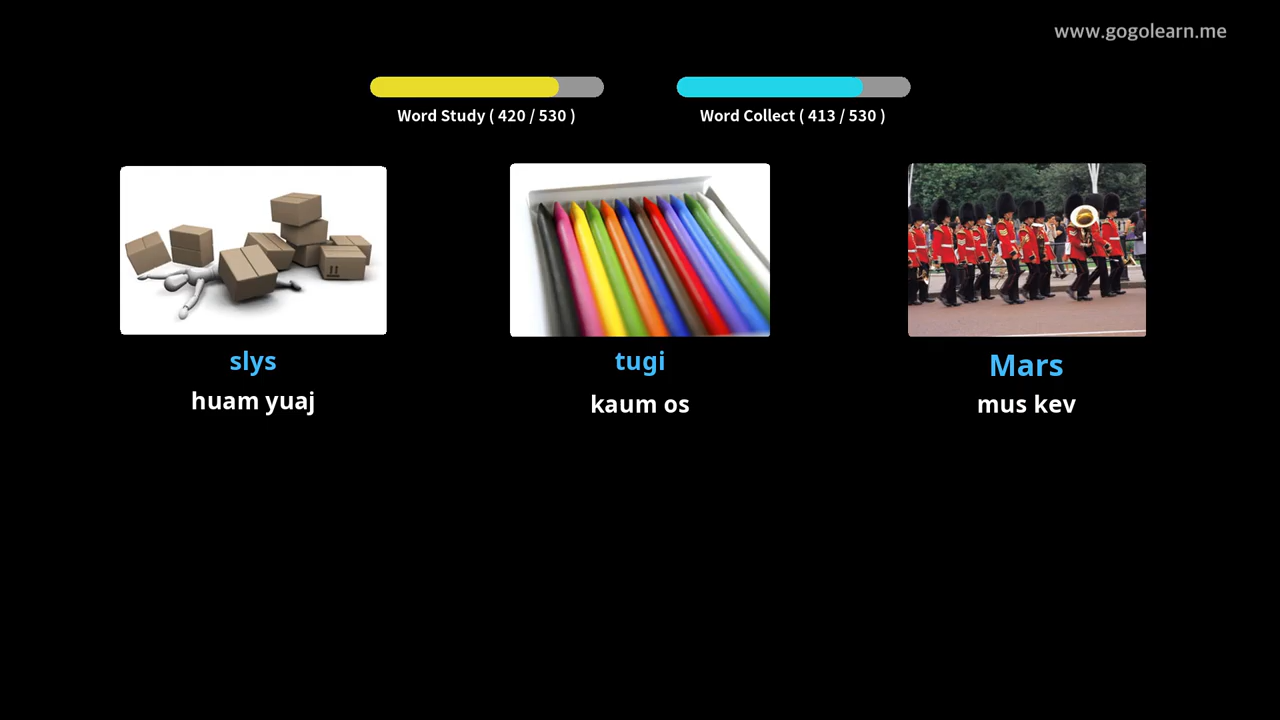 www.gogolearn.me
Word Study ( 420 / 530 )
Word Collect ( 413 / 530 )
slys
tugi
Mars
huam yuaj
kaum os
mus kev